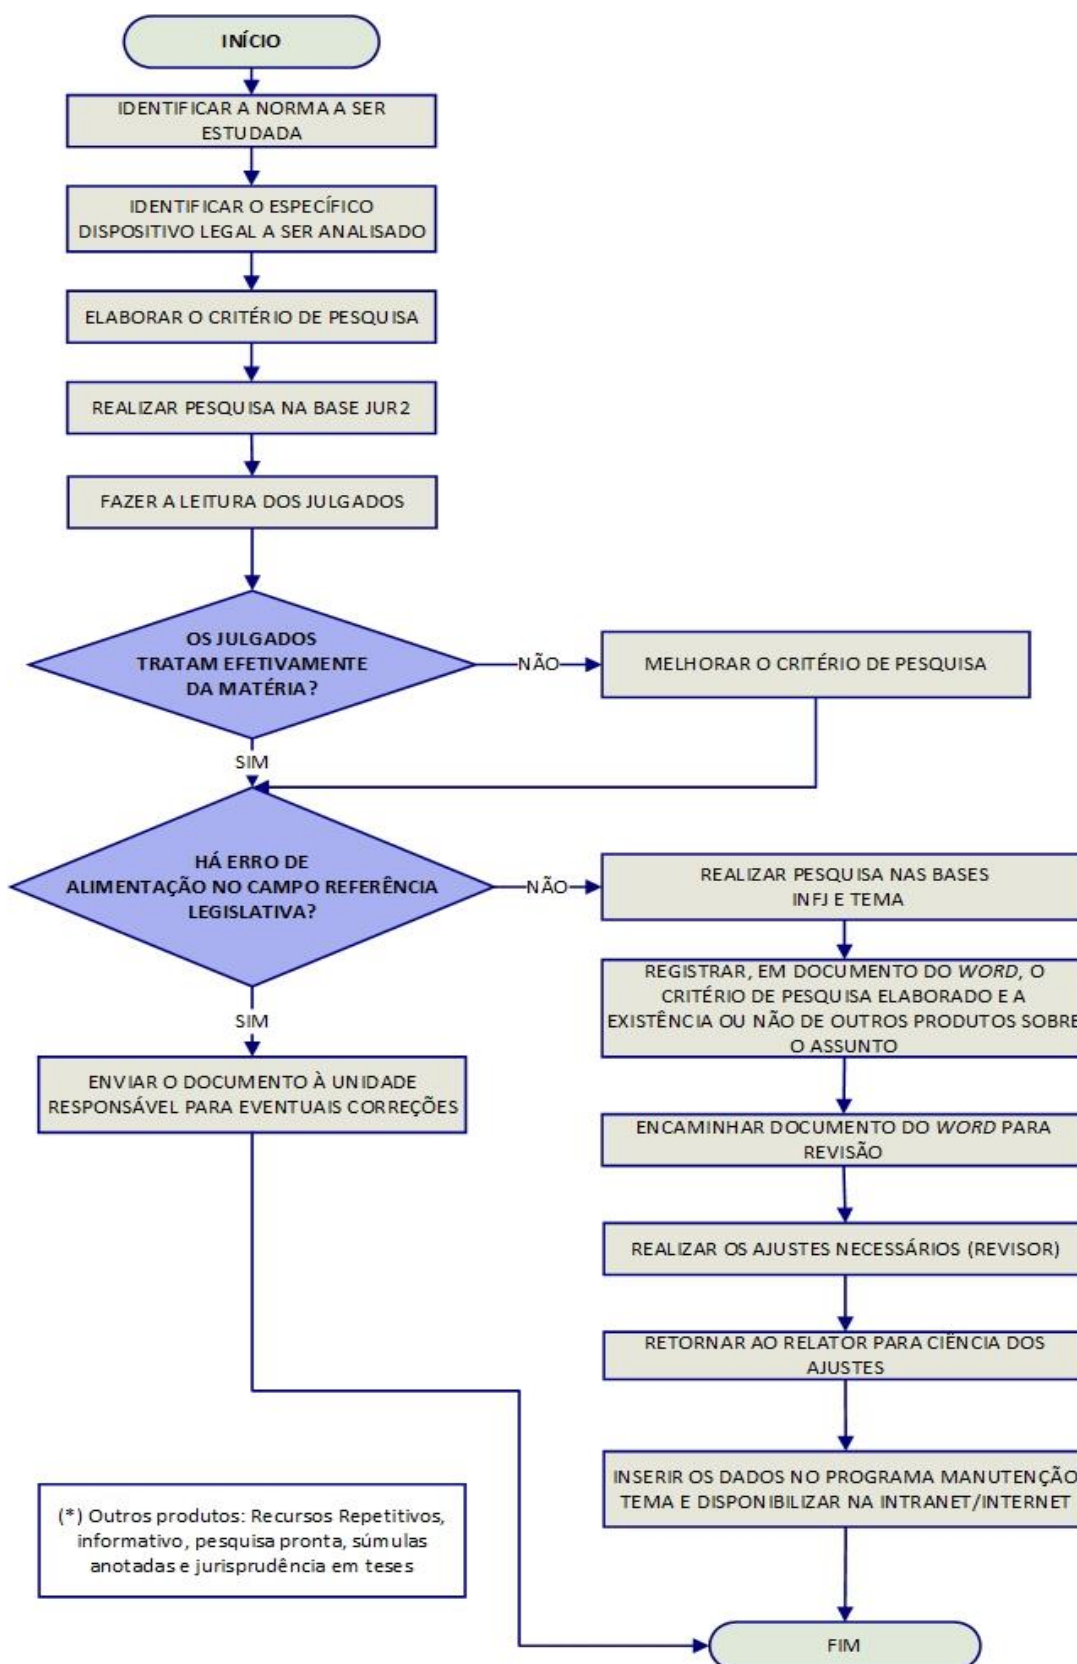 INÍCIO
IDENTIFICAR A NORMA A SER
ESTUDADA
IDENTIFICAR O ESPECÍFICO
DISPOSITIVO LEGAL A SER ANALISADO
ELABORAR O CRITÉRIO DE PESQUISA
REALIZAR PESQUISA NA BASE JUR2
FAZER A LEITURA DOS JULGADOS
OS JULGADOS
TRATAM EFETIVAMENTE
DA MATÉRIA?
NÃO
MELHORAR O CRITÉRIO DE PESQUISA
SIM
HÁ ERRO DE
ALIMENTAÇÃO NO CAMPO REFERÊNCIA
LEGISLATIVA?
NÃO
REALIZAR PESQUISA NAS BASES
INFJ E TEMA
REGISTRAR, EM DOCUMENTO DO WORD, O
CRITÉRIO DE PESQUISA ELABORADO E A
EXISTÊNCIA OU NÃO DE OUTROS PRODUTOS SOBRE
O ASSUNTO
SIM
ENVIAR O DOCUMENTO À UNIDADE
RESPONSÁVEL PARA EVENTUAIS CORREÇÕES
ENCAMINHAR DOCUMENTO DO WORD PARA
REVISÃO
REALIZAR OS AJUSTES NECESSÁRIOS (REVISOR)
RETORNAR AO RELATOR PARA CIÊNCIA DOS
AJUSTES
INSERIR OS DADOS NO PROGRAMA MANUTENÇÃO
TEMA E DISPONIBILIZAR NA INTRANET/INTERNET
(*) Outros produtos: Recursos Repetitivos,
informativo, pesquisa pronta, súmulas
anotadas e jurisprudência em teses
FIM